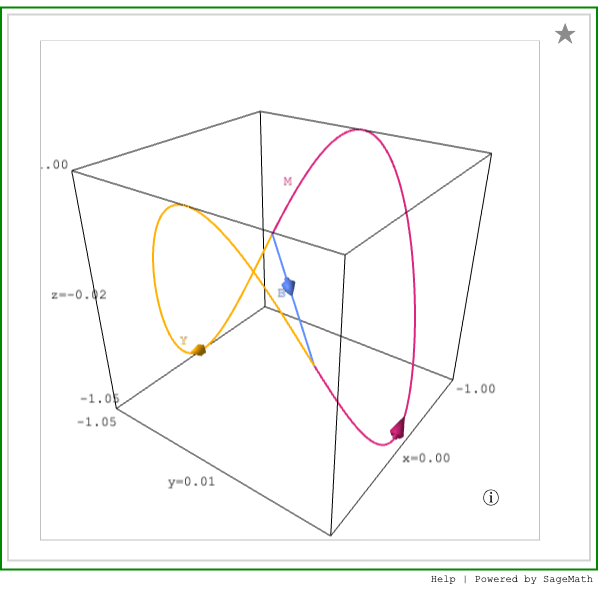 .00
M
z=-0.02
B
Y
-1.05
-1.05
-1.00
x=0.00
y=0.01
i
Help | Powered by SageMath